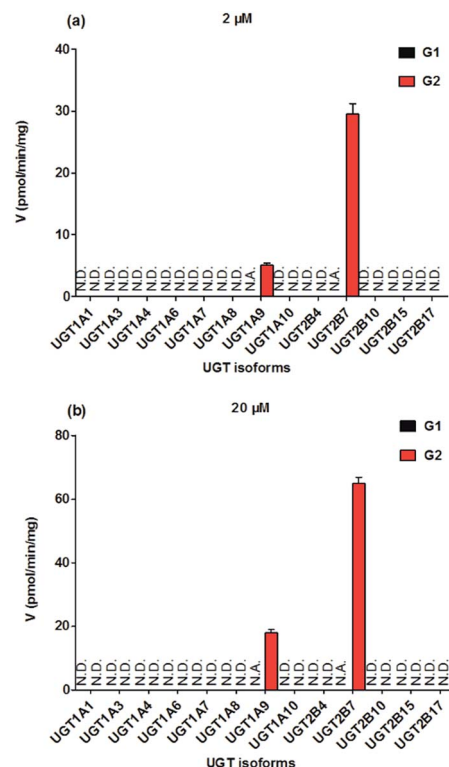 (a)
2 µM
G1
G2
V (pmol/min/mg)
40
30
20
10
0
N.D. N.D. N.D. N.D. N.D. N.D. N.D. N.D. N.D. N.D. N.D. N.D. N.A. N.D. N.D. N.D. N.D. N.A. N.D. N.D. N.D. N.D. N.D. N.D.
UGT1A1 UGT1A3 UGT1A4 UGT1A6 UGT1A7 UGT1A8 UGT1A9 UGT1A10 UGT2B4 UGT2B7 UGT2B10 UGT2B15 UGT2B17
UGT isoforms
(b)
20 µM
G1
G2
V (pmol/min/mg)
80
60
40
20
0
N.D. N.D. N.D. N.D. N.D. N.D. N.D. N.D. N.D. N.D. N.D. N.D. N.A. N.D. N.D. N.D. N.D. N.A. N.D. N.D. N.D. N.D. N.D. N.D.
UGT1A1 UGT1A3 UGT1A4 UGT1A6 UGT1A7 UGT1A8 UGT1A9 UGT1A10 UGT2B4 UGT2B7 UGT2B10 UGT2B15 UGT2B17
UGT isoforms